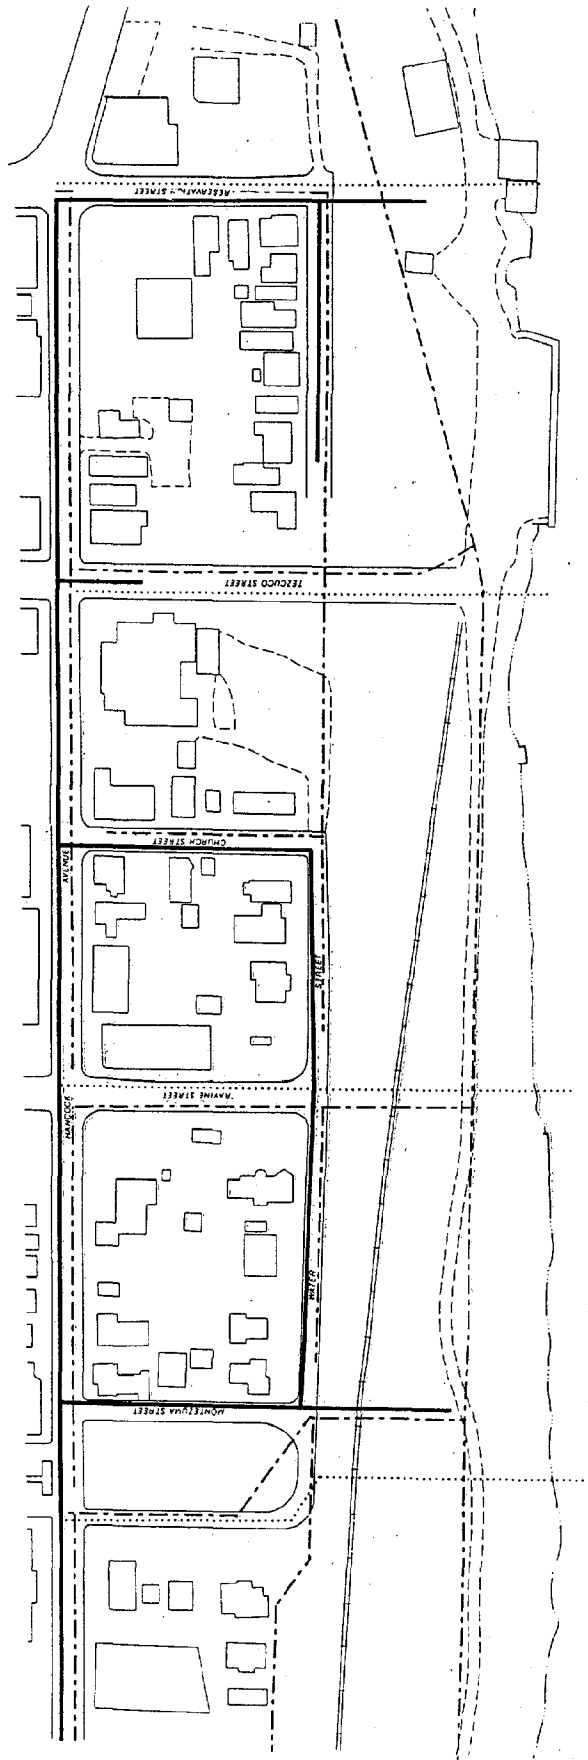 RESERVATION STREET
TEZCUCO STREET
CHURCH STREET
AVENUE
STREET
RAVINE STREET
HANCOCK
WATER
MONTEZUMA STREET